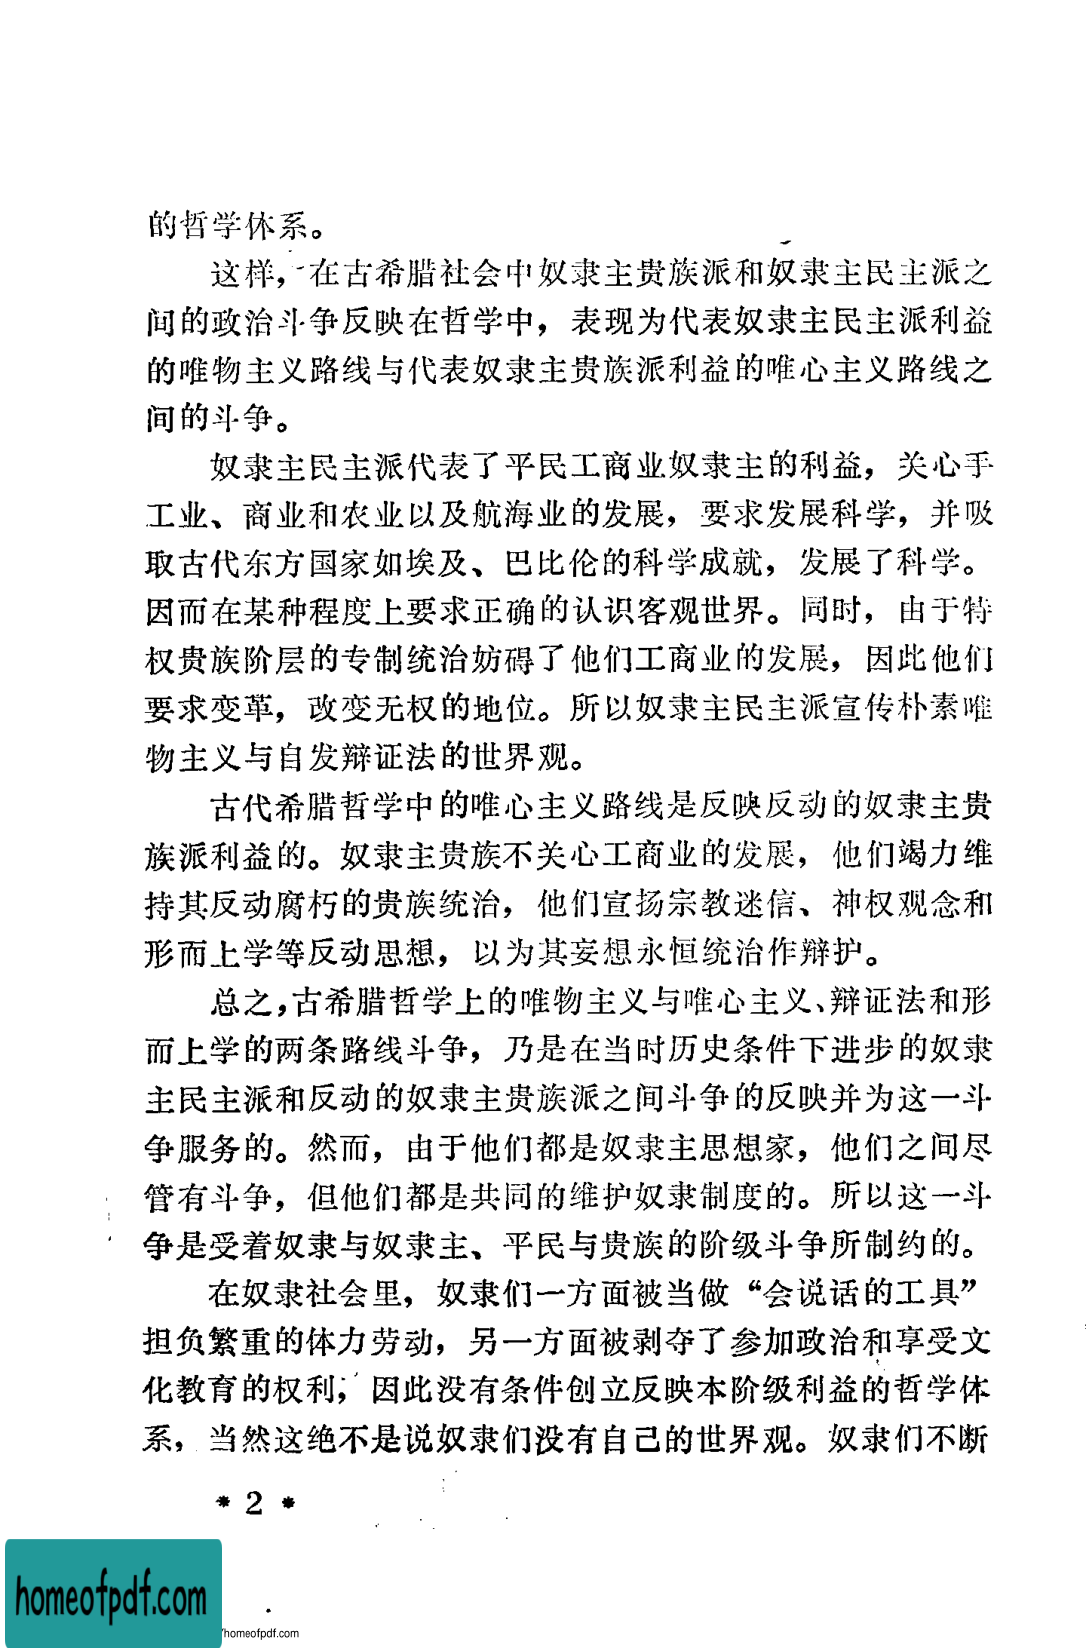 的哲学体系。
这样，在古希腊社会中奴隶主贵族派和奴隶主民主派之
间的政治斗争反映在哲学中，表现为代表奴隶主民主派利益
的唯物主义路线与代表奴隶主贵族派利益的唯心主义路线之
间的斗争。
奴隶主民主派代表了平民工商业奴隶主的利益，关心手
工业、商业和农业以及航海业的发展，要求发展科学，并吸
取古代东方国家如埃及、巴比伦的科学成就，发展了科学。
因而在某种程度上要求正确的认识客观世界。同时，由于特
权贵族阶层的专制统治妨碍了他们工商业的发展，因此他们
要求变革，改变无权的地位。所以奴隶主民主派宣传朴素唯
物主义与自发辩证法的世界观。
古代希腊哲学中的唯心主义路线是反映反动的奴隶主贵
族派利益的。奴隶主贵族不关心工商业的发展，他们竭力维
持其反动腐朽的贵族统治，他们宣扬宗教迷信、神权观念和
形而上学等反动思想，以为其妄想永恒统治作辩护。
总之，古希腊哲学上的唯物主义与唯心主义、辩证法和形
而上学的两条路线斗争，乃是在当时历史条件下进步的奴隶
主民主派和反动的奴隶主贵族派之间斗争的反映并为这一斗
争服务的。然而，由于他们都是奴隶主思想家，他们之间尽
管有斗争，但他们都是共同的维护奴隶制度的。所以这一斗
争是受着奴隶与奴隶主、平民与贵族的阶级斗争所制约的。
在奴隶社会里，奴隶们一方面被当做“会说话的工具”
担负繁重的体力劳动，另一方面被剥夺了参加政治和享受文
化教育的权利，因此没有条件创立反映本阶级利益的哲学体
系，当然这绝不是说奴隶们没有自己的世界观。奴隶们不断
* 2 *
homeofpdf.com
/homeofpdf.com